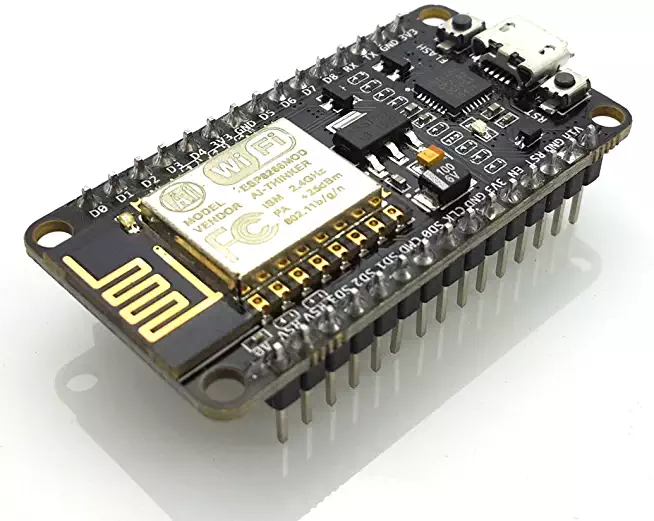 D0
D1
D2
D3
D4
3V3
GND
D5
D6
D7
D8
RX
TX
GND
3V3
FLASH
RST
WiFi
MODEL
ESP8266MOD
VENDOR
AI-THINKER
ISM 2.4GHz
PA +25dBm
802.11b/g/n
FC
VIN
GND
RST
EN
3V3
GND
CLK
SD0
CMD
SD1
SD2
SD3
RSV
RSV
A0